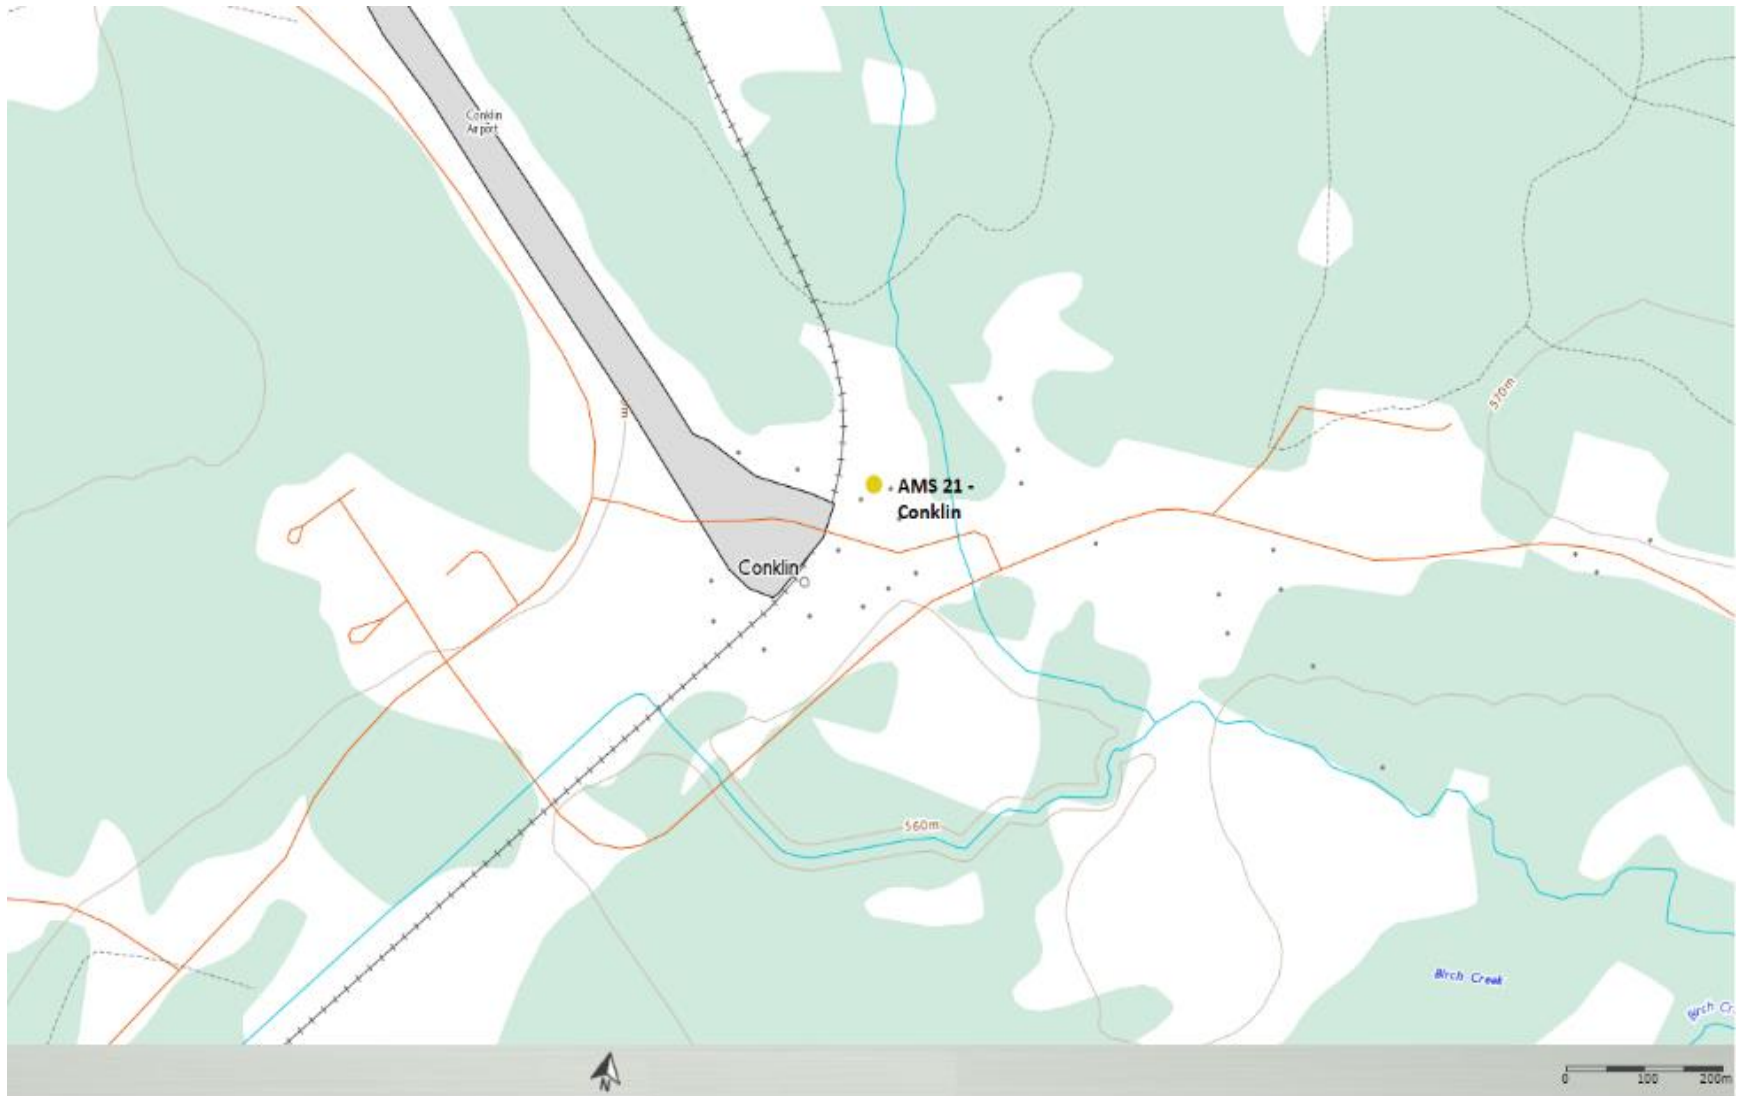 Conklin
Airport
570m
AMS 21 -
Conklin
Conklin
560m
Birch Creek
N
0 100 200m